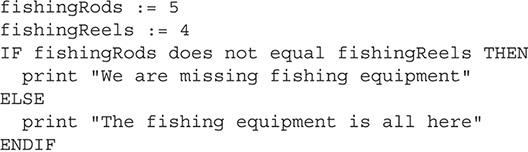 fishingRods := 5
fishingReels := 4
IF fishingRods does not equal fishingReels THEN
  print "We are missing fishing equipment"
ELSE
  print "The fishing equipment is all here"
ENDIF